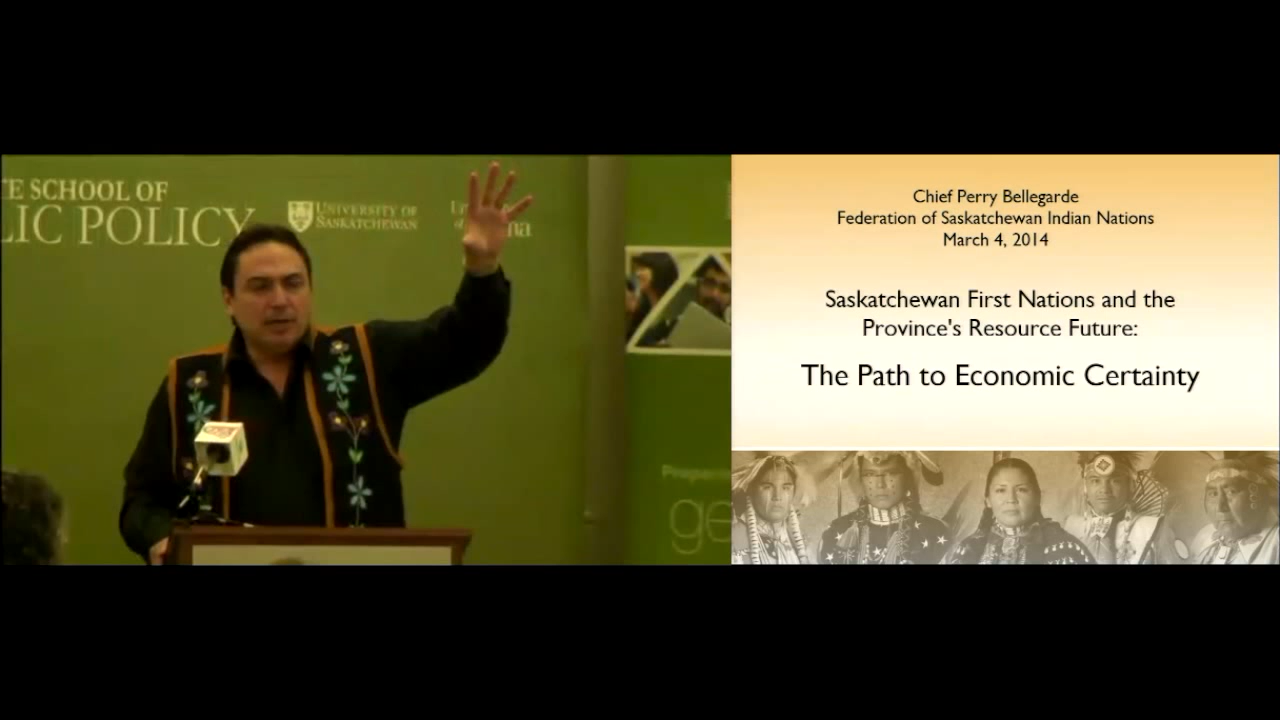 E SCHOOL OF
LIC POLICY
UNIVERSITY OF
SASKATCHEWAN
Chief Perry Bellegarde
Federation of Saskatchewan Indian Nations
March 4, 2014
Saskatchewan First Nations and the
Province's Resource Future:
The Path to Economic Certainty